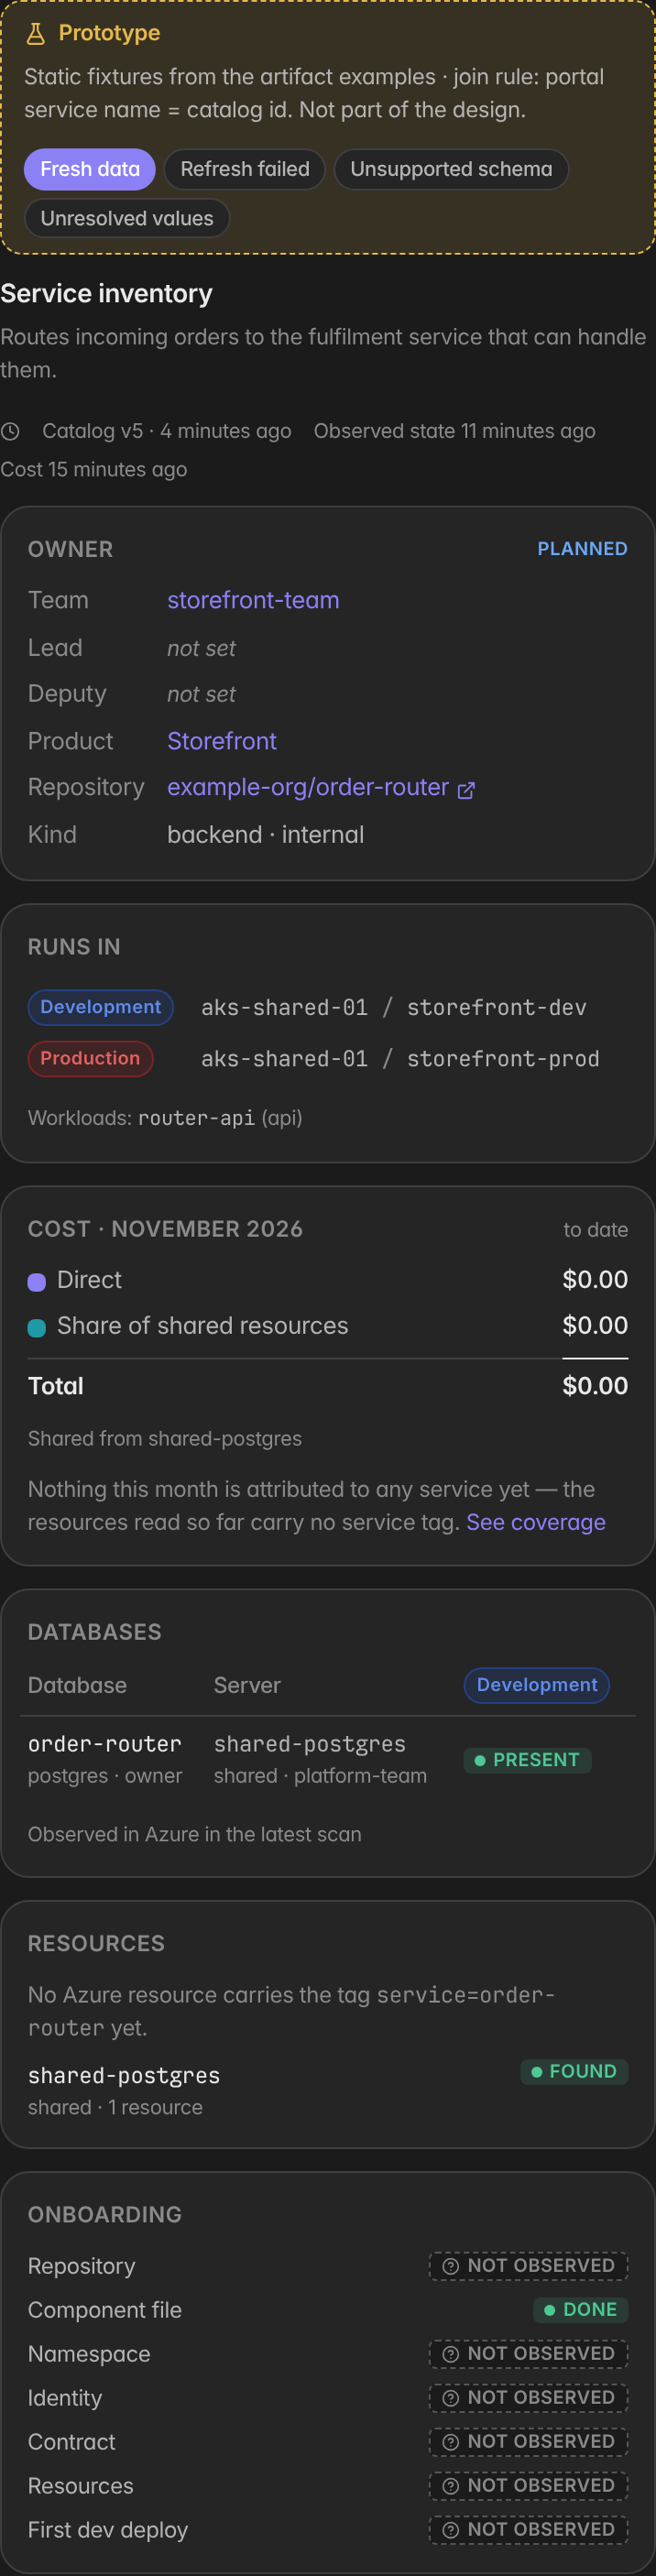 Prototype
Static fixtures from the artifact examples · join rule: portal
service name = catalog id. Not part of the design.
Fresh data
Refresh failed
Unsupported schema
Unresolved values
Service inventory
Routes incoming orders to the fulfilment service that can handle
them.
Catalog v5 · 4 minutes ago Observed state 11 minutes ago
Cost 15 minutes ago
OWNER PLANNED
Team storefront-team
Lead not set
Deputy not set
Product Storefront
Repository example-org/order-router
Kind backend · internal
RUNS IN
Development aks-shared-01 / storefront-dev
Production aks-shared-01 / storefront-prod
Workloads: router-api (api)
COST · NOVEMBER 2026 to date
Direct $0.00
Share of shared resources $0.00
Total $0.00
Shared from shared-postgres
Nothing this month is attributed to any service yet — the
resources read so far carry no service tag. See coverage
DATABASES
Database Server Development
order-router shared-postgres PRESENT
postgres · owner shared · platform-team
Observed in Azure in the latest scan
RESOURCES
No Azure resource carries the tag service=order-
router yet.
shared-postgres FOUND
shared · 1 resource
ONBOARDING
Repository NOT OBSERVED
Component file DONE
Namespace NOT OBSERVED
Identity NOT OBSERVED
Contract NOT OBSERVED
Resources NOT OBSERVED
First dev deploy NOT OBSERVED